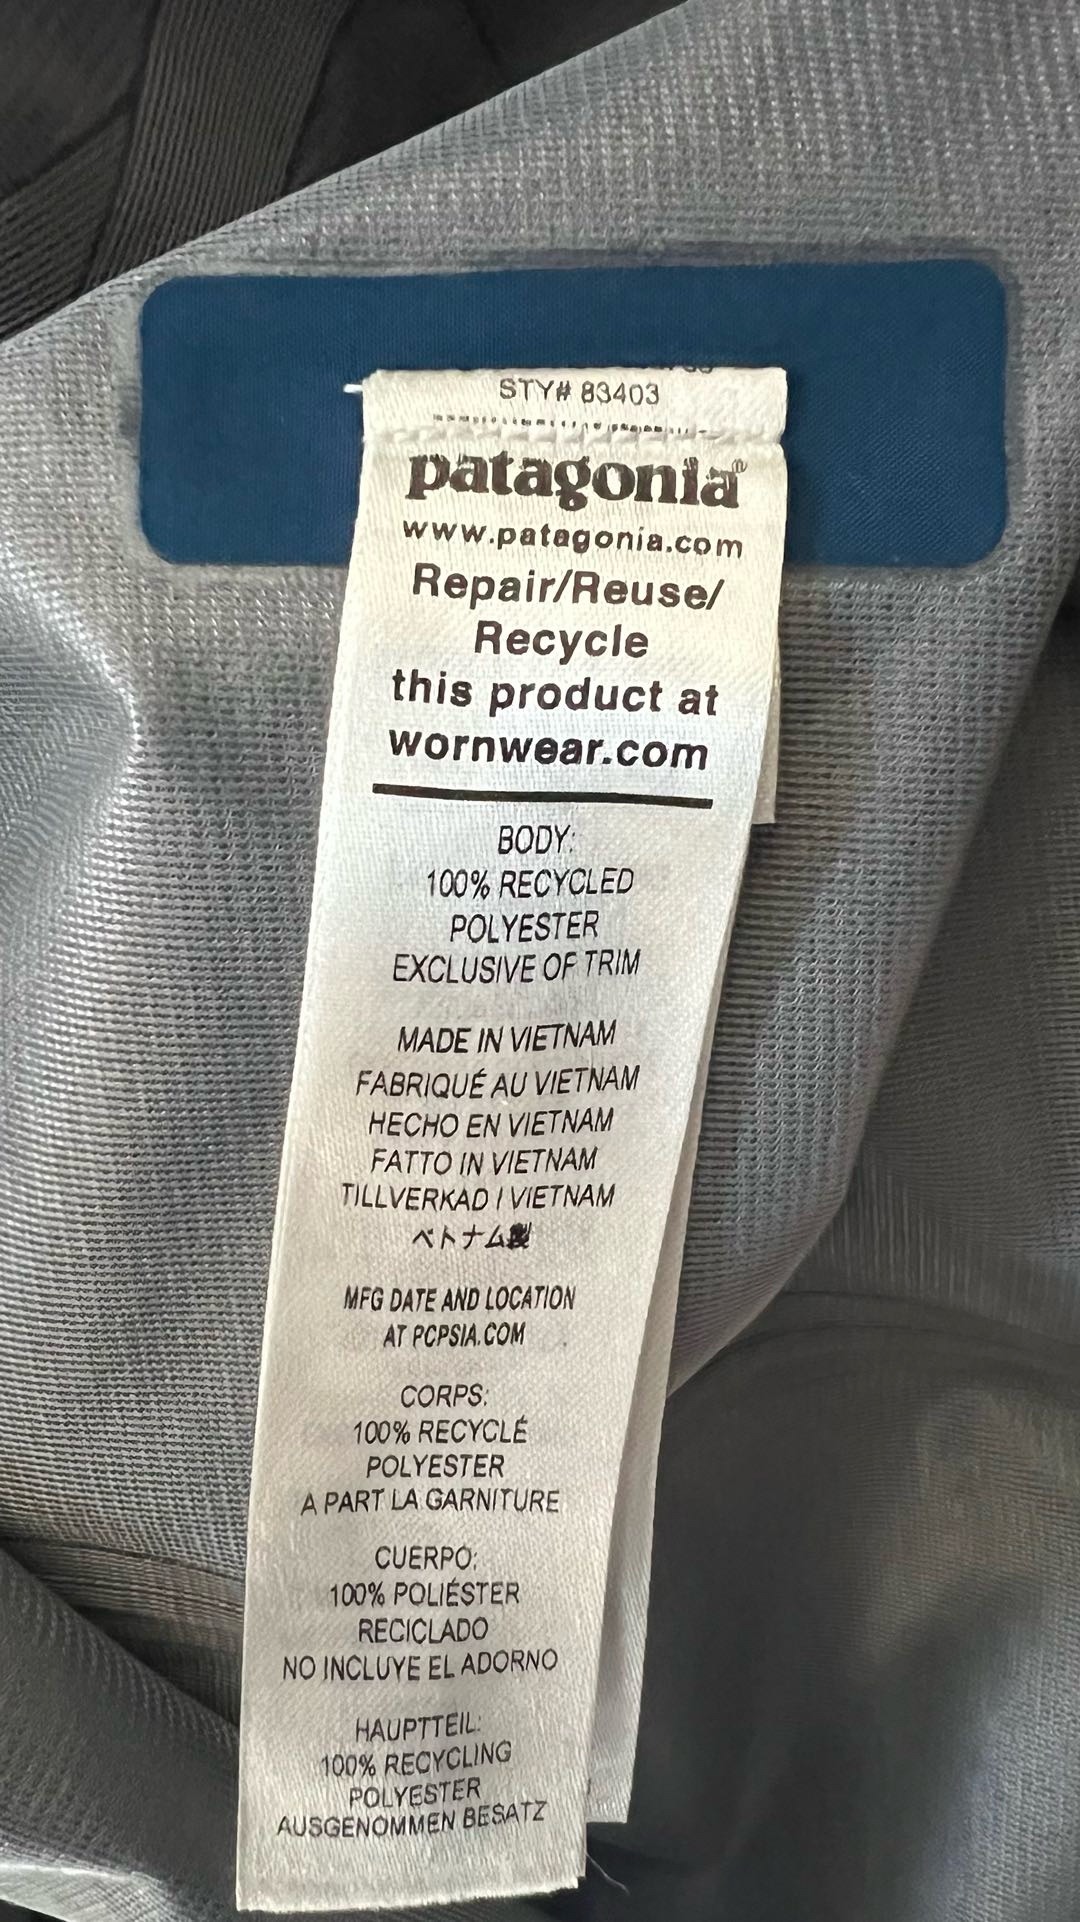 STY# 83403
patagonia®
www.patagonia.com
Repair/Reuse/
Recycle
this product at
wornwear.com
BODY:
100% RECYCLED
POLYESTER
EXCLUSIVE OF TRIM
MADE IN VIETNAM
FABRIQUÉ AU VIETNAM
HECHO EN VIETNAM
FATTO IN VIETNAM
TILLVERKAD I VIETNAM
ベトナム製
MFG DATE AND LOCATION
AT PCPSIA.COM
CORPS:
100% RECYCLÉ
POLYESTER
A PART LA GARNITURE
CUERPO:
100% POLIÉSTER
RECICLADO
NO INCLUYE EL ADORNO
HAUPTTEIL:
100% RECYCLING
POLYESTER
AUSGENOMMEN BESATZ